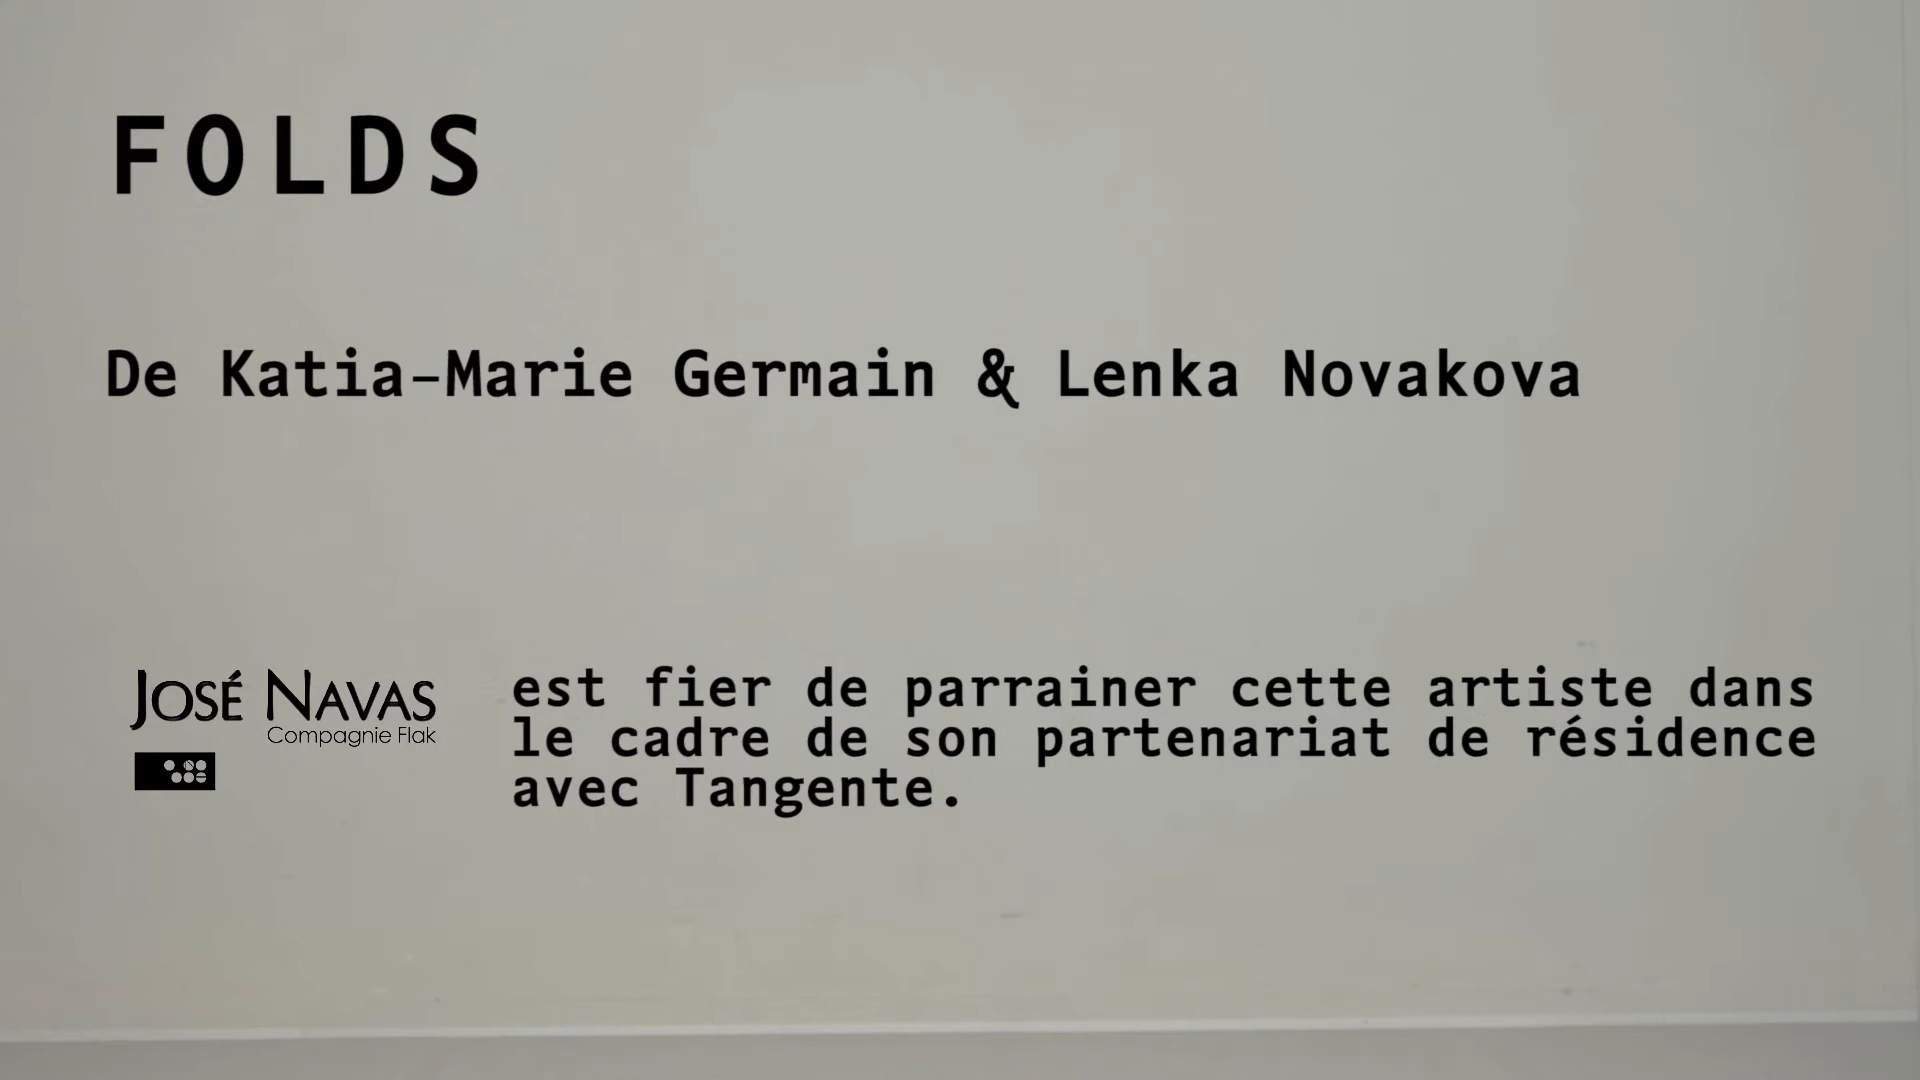 FOLDS
De Katia-Marie Germain & Lenka Novakova
JOSÉ NAVAS
Compagnie Flak
est fier de parrainer cette artiste dans
le cadre de son partenariat de résidence
avec Tangente.